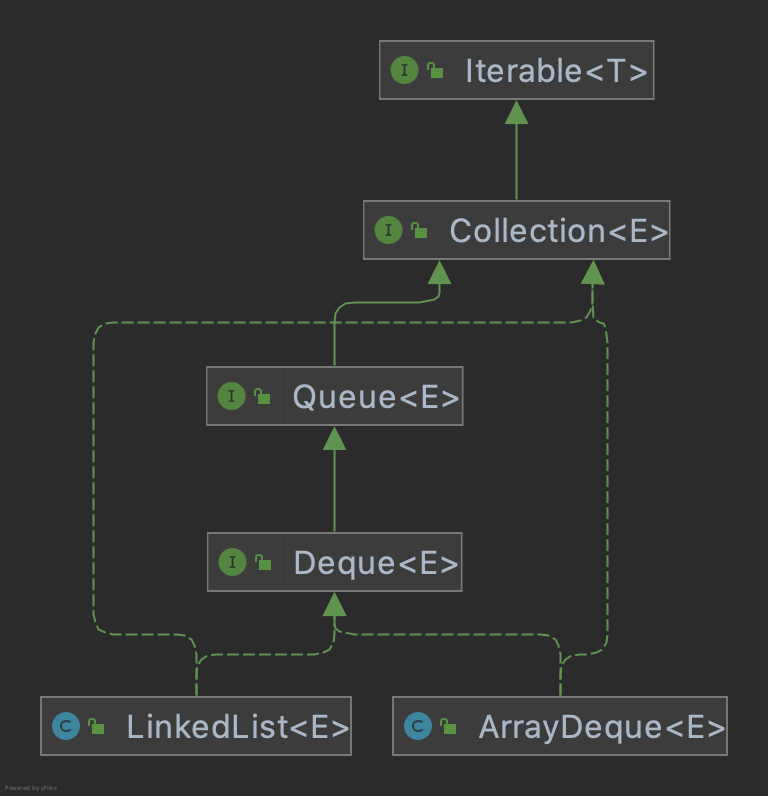 I Iterable<T>
I Collection<E>
I Queue<E>
I Deque<E>
C LinkedList<E>
C ArrayDeque<E>
Powered by yFiles